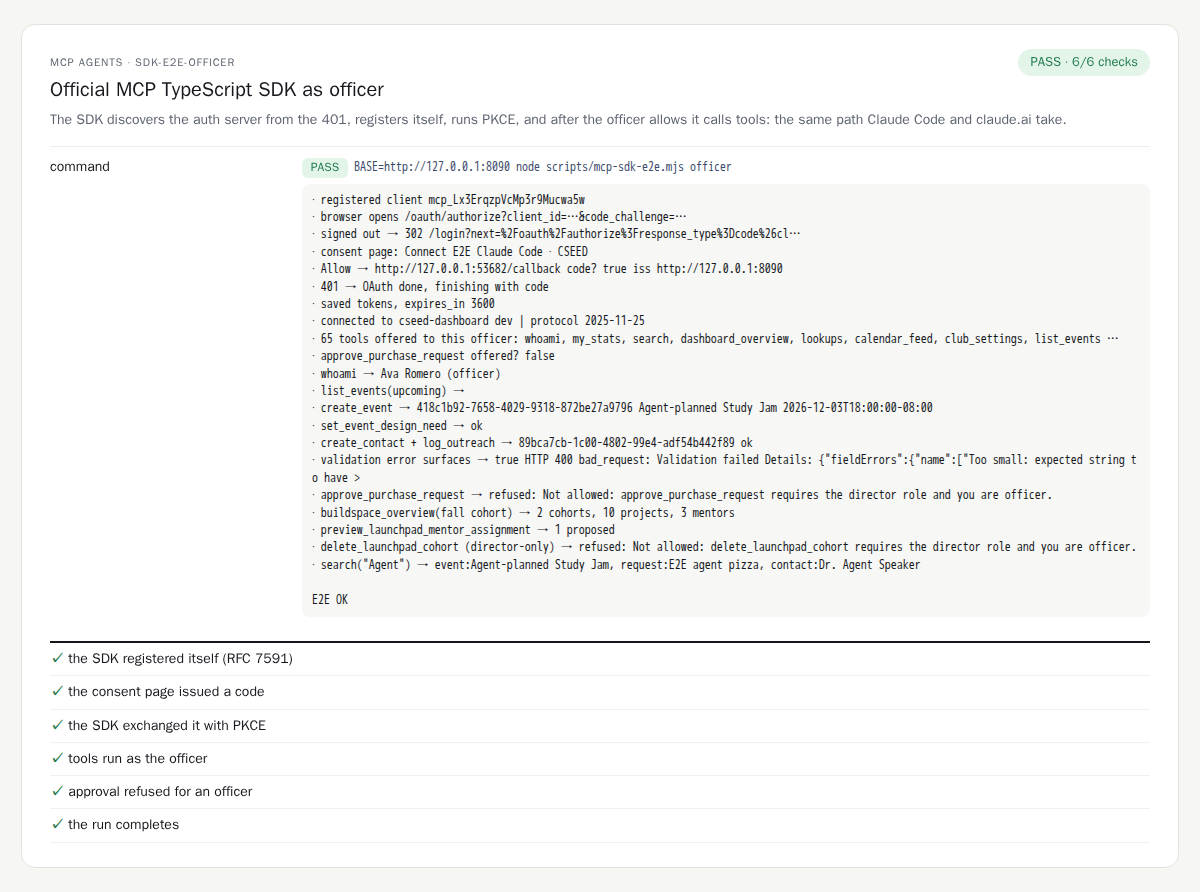 MCP AGENTS · SDK-E2E-OFFICER
PASS · 6/6 checks
Official MCP TypeScript SDK as officer
The SDK discovers the auth server from the 401, registers itself, runs PKCE, and after the officer allows it calls tools: the same path Claude Code and claude.ai take.
command
PASS BASE=http://127.0.0.1:8090 node scripts/mcp-sdk-e2e.mjs officer
· registered client mcp_Lx3ErqzpVcMp3r9Mucwa5w
· browser opens /oauth/authorize?client_id=…&code_challenge=…
· signed out → 302 /login?next=%2Foauth%2Fauthorize%3Fresponse_type%3Dcode%26cl…
· consent page: Connect E2E Claude Code · CSEED
· Allow → http://127.0.0.1:53682/callback code? true iss http://127.0.0.1:8090
· 401 → OAuth done, finishing with code
· saved tokens, expires_in 3600
· connected to cseed-dashboard dev | protocol 2025-11-25
· 65 tools offered to this officer: whoami, my_stats, search, dashboard_overview, lookups, calendar_feed, club_settings, list_events …
· approve_purchase_request offered? false
· whoami → Ava Romero (officer)
· list_events(upcoming) →
· create_event → 418c1b92-7658-4029-9318-872be27a9796 Agent-planned Study Jam 2026-12-03T18:00:00-08:00
· set_event_design_need → ok
· create_contact + log_outreach → 89bca7cb-1c00-4802-99e4-adf54b442f89 ok
· validation error surfaces → true HTTP 400 bad_request: Validation failed Details: {"fieldErrors":{"name":["Too small: expected string t
o have >
· approve_purchase_request → refused: Not allowed: approve_purchase_request requires the director role and you are officer.
· buildspace_overview(fall cohort) → 2 cohorts, 10 projects, 3 mentors
· preview_launchpad_mentor_assignment → 1 proposed
· delete_launchpad_cohort (director-only) → refused: Not allowed: delete_launchpad_cohort requires the director role and you are officer.
· search("Agent") → event:Agent-planned Study Jam, request:E2E agent pizza, contact:Dr. Agent Speaker
E2E OK
✓ the SDK registered itself (RFC 7591)
✓ the consent page issued a code
✓ the SDK exchanged it with PKCE
✓ tools run as the officer
✓ approval refused for an officer
✓ the run completes